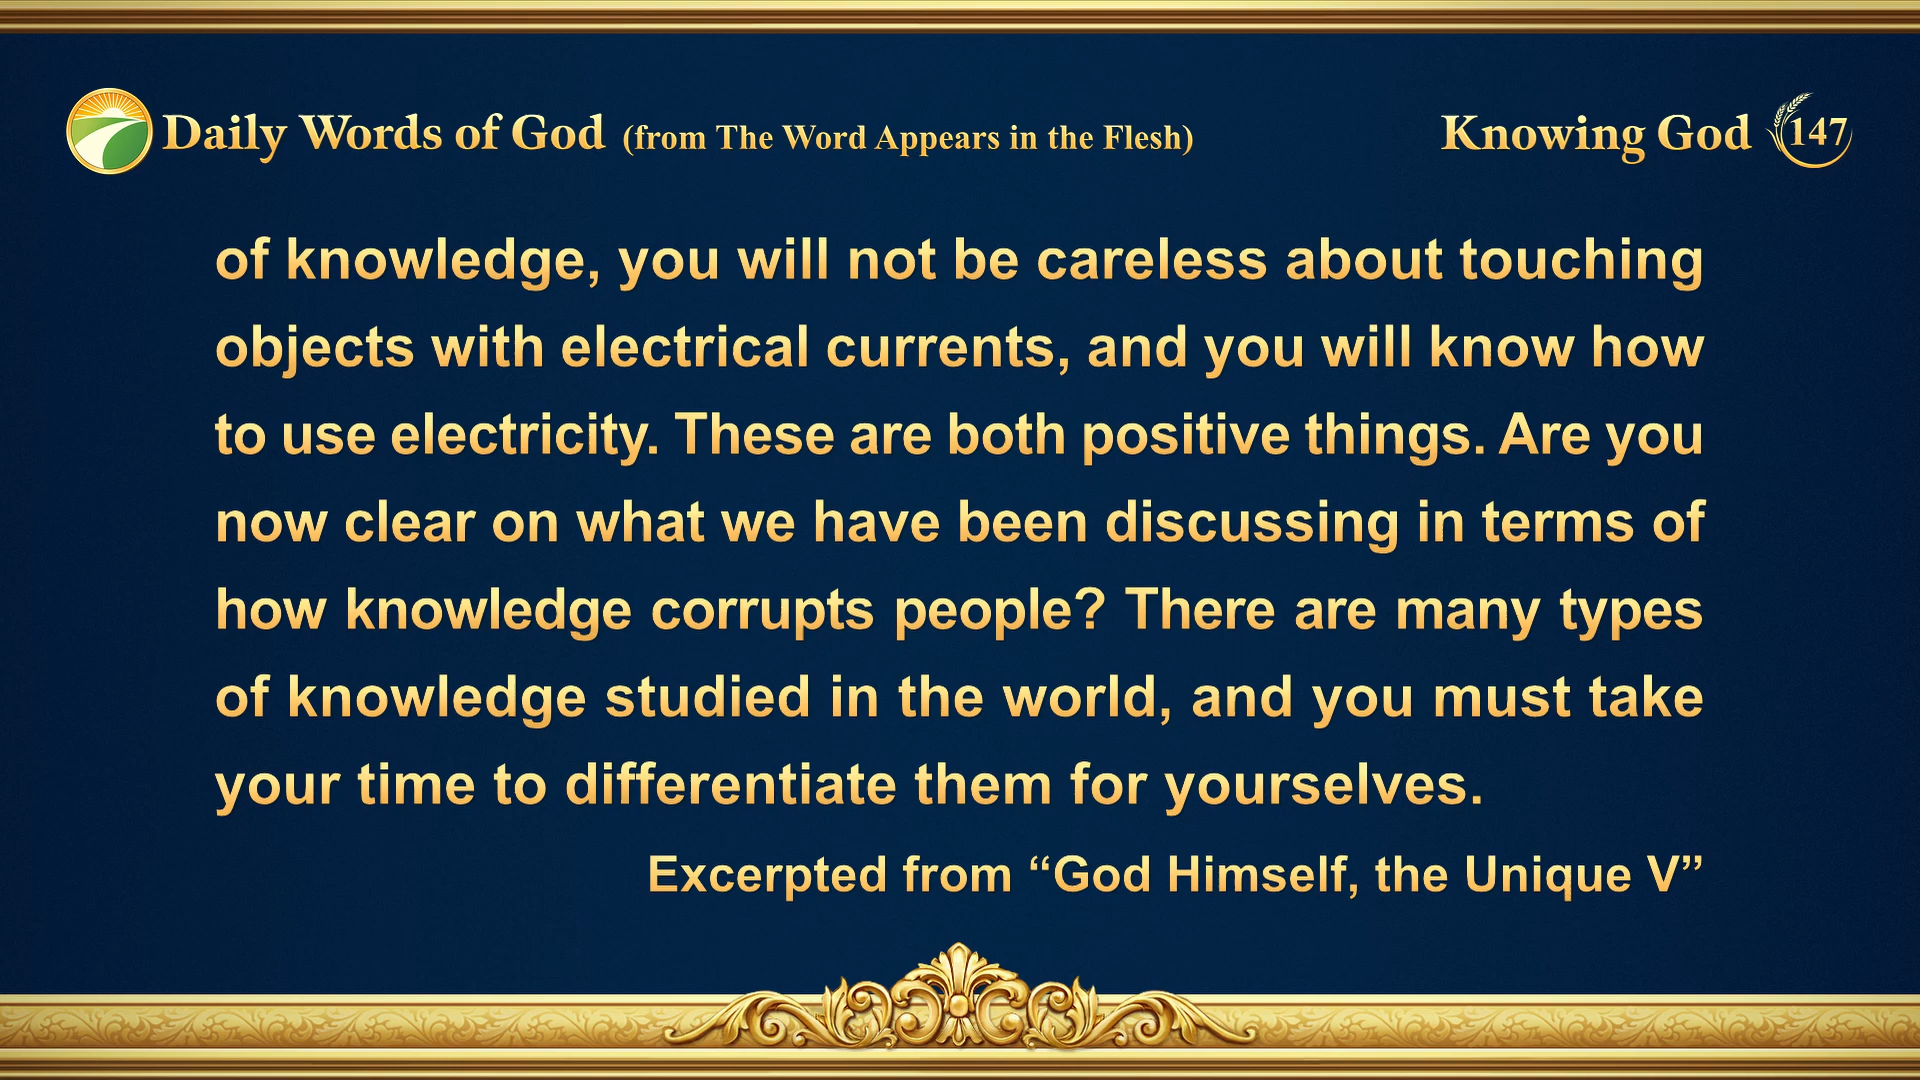 Daily Words of God (from The Word Appears in the Flesh)
Knowing God 147
of knowledge, you will not be careless about touching
objects with electrical currents, and you will know how
to use electricity. These are both positive things. Are you
now clear on what we have been discussing in terms of
how knowledge corrupts people? There are many types
of knowledge studied in the world, and you must take
your time to differentiate them for yourselves.
Excerpted from “God Himself, the Unique V”